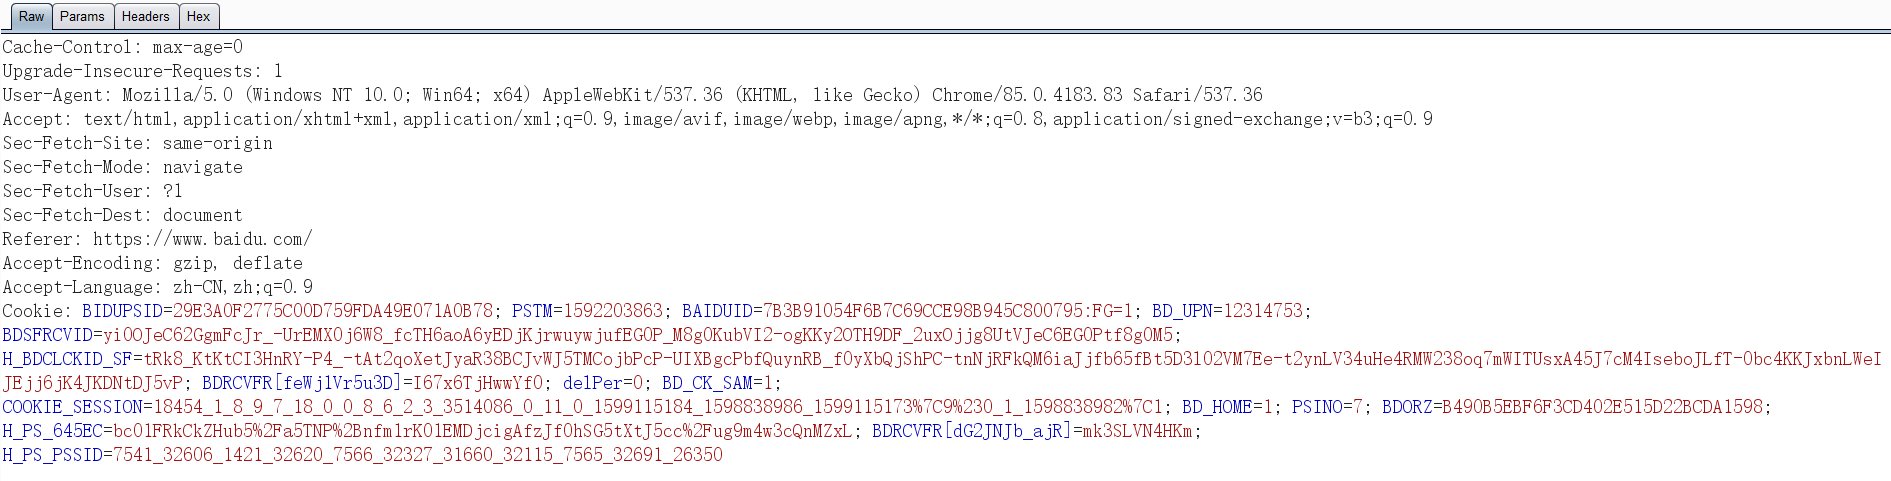 Raw Params Headers Hex
Cache-Control: max-age=0
Upgrade-Insecure-Requests: 1
User-Agent: Mozilla/5.0 (Windows NT 10.0; Win64; x64) AppleWebKit/537.36 (KHTML, like Gecko) Chrome/85.0.4183.83 Safari/537.36
Accept: text/html,application/xhtml+xml,application/xml;q=0.9,image/avif,image/webp,image/apng,*/*;q=0.8,application/signed-exchange;v=b3;q=0.9
Sec-Fetch-Site: same-origin
Sec-Fetch-Mode: navigate
Sec-Fetch-User: ?1
Sec-Fetch-Dest: document
Referer: https://www.baidu.com/
Accept-Encoding: gzip, deflate
Accept-Language: zh-CN,zh;q=0.9
Cookie: BIDUPSID=29E3A0F2775C00D759FDA49E071A0B78; PSTM=1592203863; BAIDUID=7B3B91054F6B7C69CCE98B945C800795:FG=1; BD_UPN=12314753;
BDSFRCVID=yi0OJeC62GgmFcJr_-UrEMX0j6W8_fcTH6aoA6yEDjKjrwuywjufEG0P_M8g0KubVI2-ogKKy2OTH9DF_2uxOjjg8UtVJeC6EG0Ptf8g0M5;
H_BDCLCKID_SF=tRk8_KtKtCI3HnRY-P4_-tAt2qoXetJyaR38BCJvWJ5TMCojbPcP-UIXBgcPbfQuynRB_f0yXbQjShPC-tnNjRFkQM6iaJjfb65fBt5D3l02VM7Ee-t2ynLV34uHe4RMW238oq7mWITUsxA45J7cM4IseboJLfT-0bc4KKJxbnLWeI
JEjj6jK4JKDNtDJ5vP; BDRCVFR[feWj1Vr5u3D]=I67x6TjHwwYf0; delPer=0; BD_CK_SAM=1;
COOKIE_SESSION=18454_1_8_9_7_18_0_0_8_6_2_3_3514086_0_11_0_1599115184_1598838986_1599115173%7C9%230_1_1598838982%7C1; BD_HOME=1; PSINO=7; BDORZ=B490B5EBF6F3CD402E515D22BCDA1598;
H_PS_645EC=bc01FRkCkZHub5%2Fa5TNP%2Bnfm1rK01EMDjcigAfzJf0hSG5tXtJ5cc%2Fug9m4w3cQnMZxL; BDRCVFR[dG2JNJb_ajR]=mk3SLVN4HKm;
H_PS_PSSID=7541_32606_1421_32620_7566_32327_31660_32115_7565_32691_26350